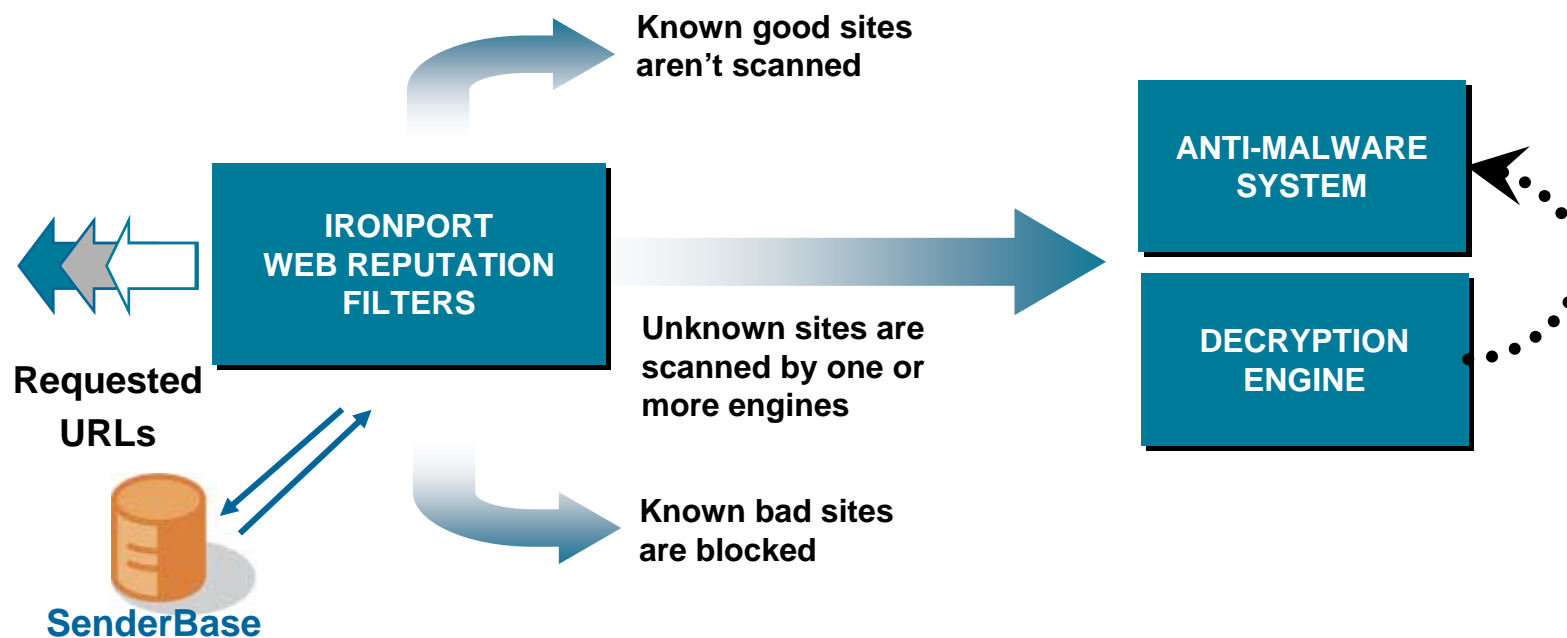 Known good sites
aren't scanned
ANTI-MALWARE
SYSTEM
IRONPORT
WEB REPUTATION
FILTERS
Unknown sites are
scanned by one or
more engines
DECRYPTION
ENGINE
Requested
URLs
Known bad sites
are blocked
SenderBase